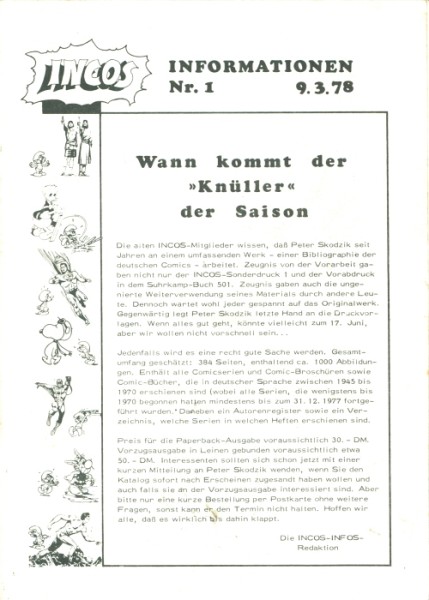 INCOS
INFORMATIONEN
Nr. 1 9.3.78
Wann kommt der
»Knüller«
der Saison
Die alten INCOS-Mitglieder wissen, daß Peter Skodzik seit
Jahren an einem umfassenden Werk - einer Bibliographie der
deutschen Comics - arbeitet. Zeugnis von der Vorarbeit ga-
ben nicht nur der INCOS-Sonderdruck 1 und der Vorabdruck
in dem Suhrkamp-Buch 501. Zeugnis gaben auch die unge-
nierte Weiterverwendung seines Materials durch andere Leu-
te. Dennoch wartet wohl jeder gespannt auf das Originalwerk.
Gegenwärtig legt Peter Skodzik letzte Hand an die Druckvor-
lagen. Wenn alles gut geht, könnte vielleicht zum 17. Juni,
aber wir wollen nicht vorschnell sein...
Jedenfalls wird es eine recht gute Sache werden. Gesamt-
umfang geschätzt: 384 Seiten, enthaltend ca. 1000 Abbildun-
gen. Enthält alle Comicserien und Comic-Broschüren sowie
Comic-Bücher, die in deutscher Sprache zwischen 1945 bis
1970 erschienen sind (wobei alle Serien, die wenigstens bis
1970 begonnen hatten mindestens bis zum 31. 12. 1977 fortge-
führt wurden." Daneben ein Autorenregister sowie ein Ver-
zeichnis, welche Serien in welchen Heften erschienen sind.
Preis für die Paperback-Ausgabe voraussichtlich 30. - DM,
Vorzugsausgabe in Leinen gebunden voraussichtlich etwa
50. - DM. Interessenten sollten sich schon jetzt mit einer
kurzen Mitteilung an Peter Skodzik wenden, wenn Sie den
Katalog sofort nach Erscheinen zugesandt haben wollen und
auch falls sie an der Vorzugsausgabe interessiert sind. Aber
bitte nur eine kurze Bestellung per Postkarte ohne weitere
Fragen, sonst kann er den Termin nicht halten. Hoffen wir
alle, daß es wirklich bis dahin klappt.
Die INCOS-INFOS-
Redaktion